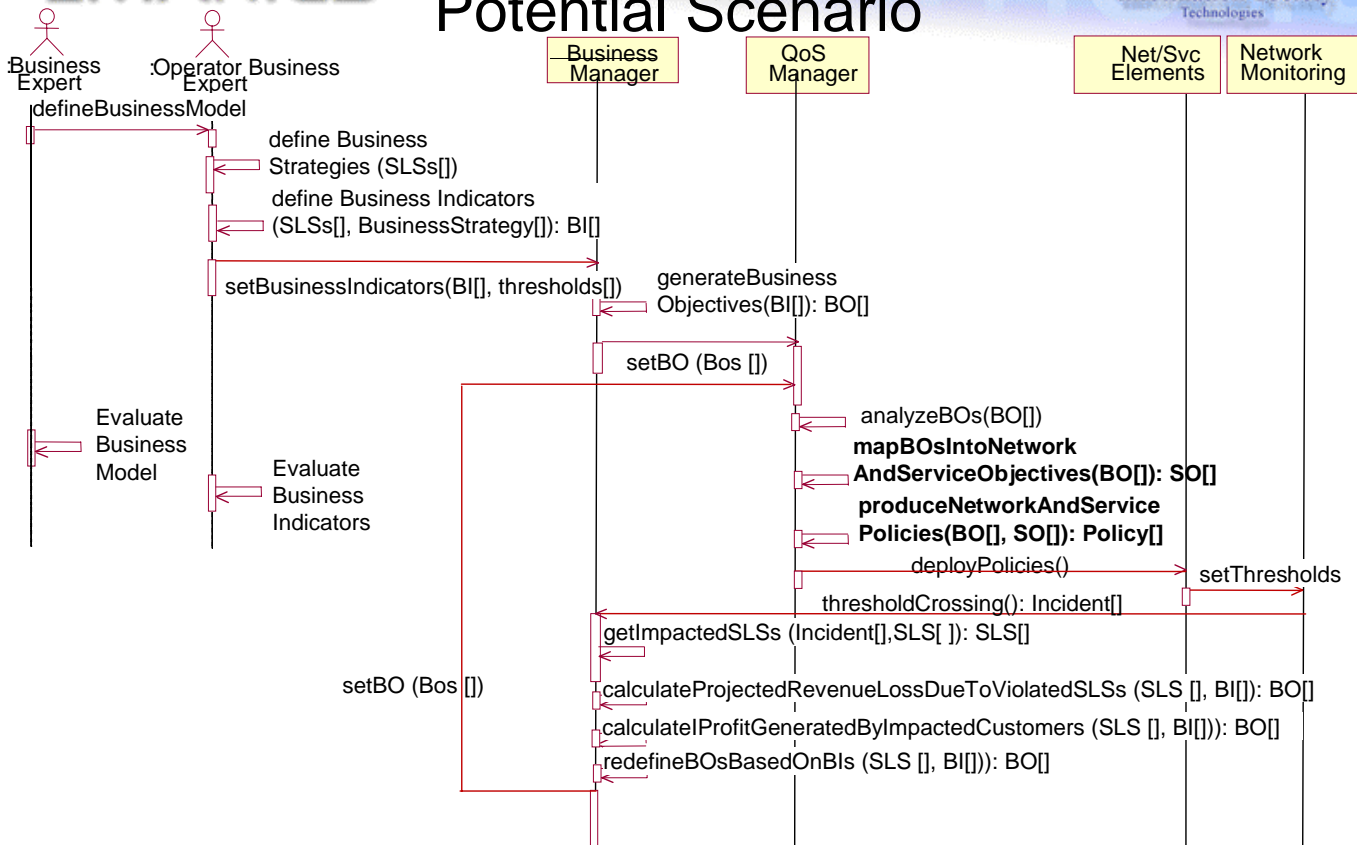 Potential Scenario
Technologies
:Business
Expert
:Operator Business
Expert
Business
Manager
QoS
Manager
Net/Svc
Elements
Network
Monitoring
defineBusinessModel
define Business
Strategies (SLSs[])
define Business Indicators
(SLSs[], BusinessStrategy[]): BI[]
setBusinessIndicators(BI[], thresholds[])
generateBusiness
Objectives(BI[]): BO[]
setBO (Bos [])
analyzeBOs(BO[])
Evaluate
Business
Model
mapBOsIntoNetwork
AndServiceObjectives(BO[]): SO[]
Evaluate
Business
Indicators
produceNetworkAndService
Policies(BO[], SO[]): Policy[]
deployPolicies()
setThresholds
thresholdCrossing(): Incident[]
getImpactedSLSs (Incident[],SLS[ ]): SLS[]
setBO (Bos [])
calculateProjectedRevenueLossDueToViolatedSLSs (SLS [], BI[]): BO[]
calculateIProfitGeneratedByImpactedCustomers (SLS [], BI[])): BO[]
redefineBOsBasedOnBIs (SLS [], BI[])): BO[]